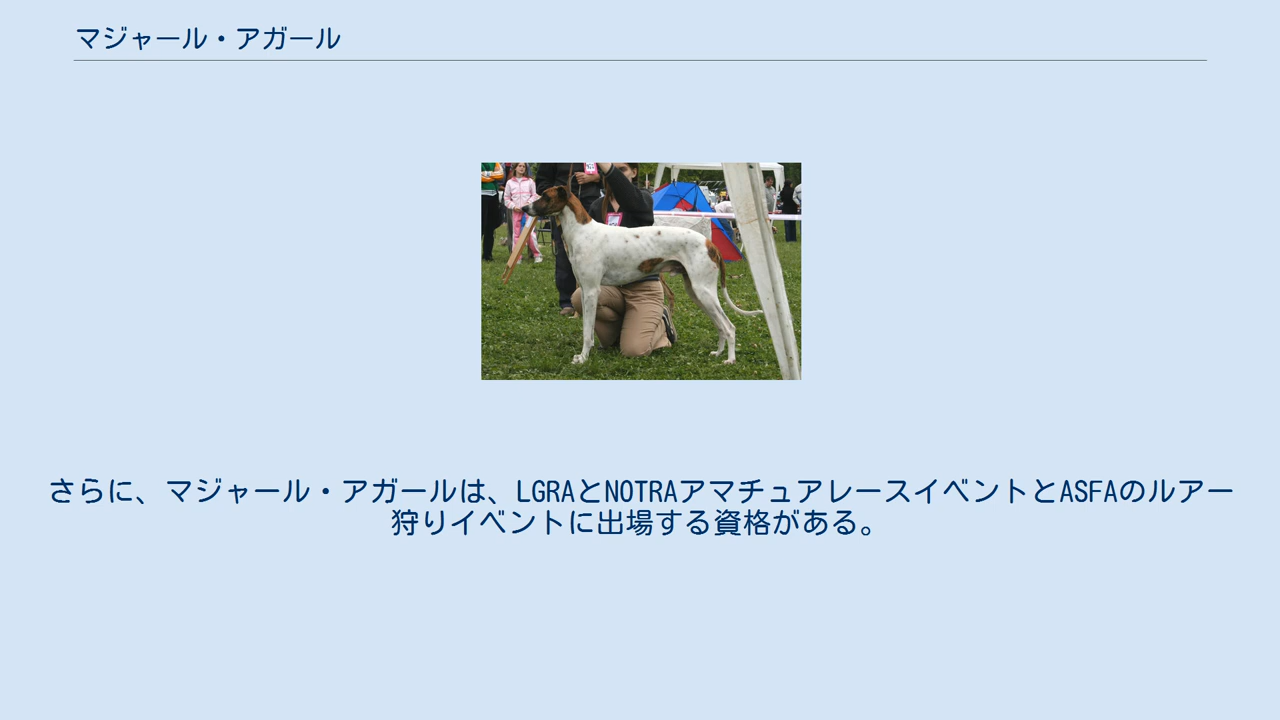 マジャール・アガール
さらに、マジャール・アガールは、LGRAとNOTRAアマチュアレースイベントとASFAのルアー
狩りイベントに出場する資格がある。